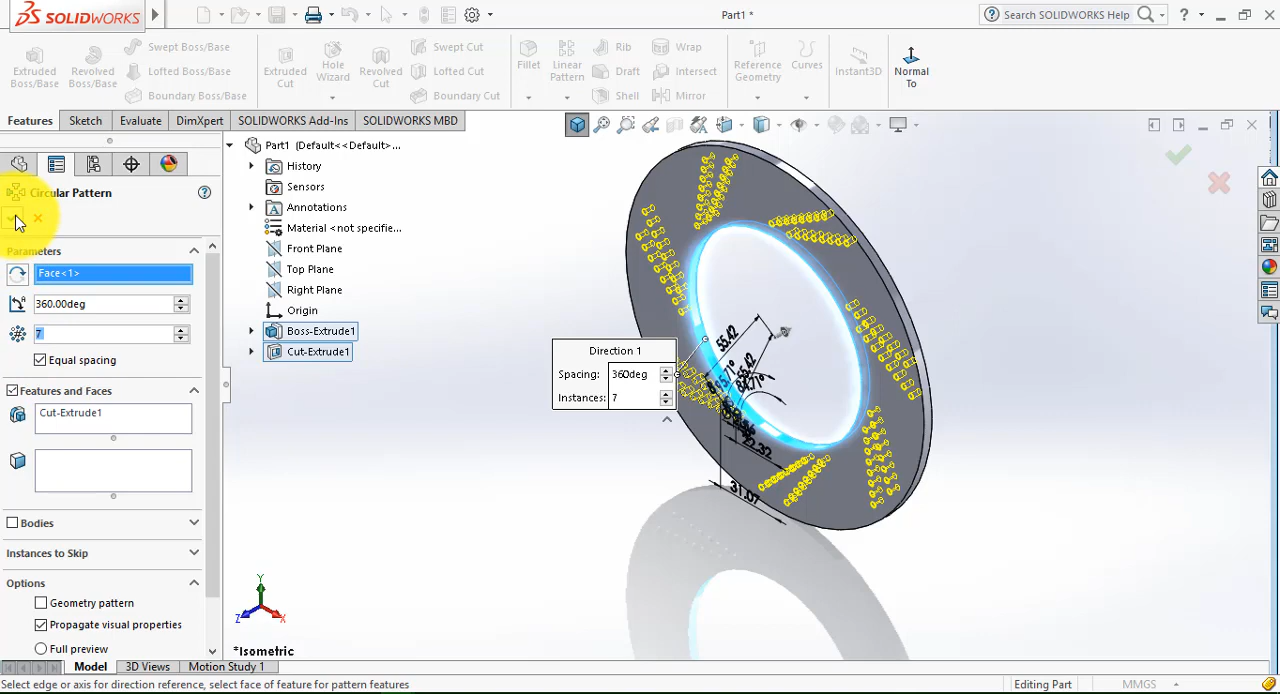 SOLIDWORKS
Part1 *
Search SOLIDWORKS Help
?
Extruded Boss/Base
Revolved Boss/Base
Swept Boss/Base
Lofted Boss/Base
Boundary Boss/Base
Extruded Cut
Hole Wizard
Revolved Cut
Swept Cut
Lofted Cut
Boundary Cut
Fillet
Linear Pattern
Rib
Draft
Shell
Wrap
Intersect
Mirror
Reference Geometry
Curves
Instant3D
Normal To
Features
Sketch
Evaluate
DimXpert
SOLIDWORKS Add-Ins
SOLIDWORKS MBD
Circular Pattern
?
Parameters
Face<1>
360.00deg
7
Equal spacing
Features and Faces
Cut-Extrude1
Bodies
Instances to Skip
Options
Geometry pattern
Propagate visual properties
Full preview
Part1 (Default<<Default>...
History
Sensors
Annotations
Material <not specifie...
Front Plane
Top Plane
Right Plane
Origin
Boss-Extrude1
Cut-Extrude1
Direction 1
Spacing: 360deg
Instances: 7
55.42
22.32
31.07
Y
Z
X
*Isometric
Model
3D Views
Motion Study 1
Select edge or axis for direction reference, select face of feature for pattern features
Editing Part
MMGS